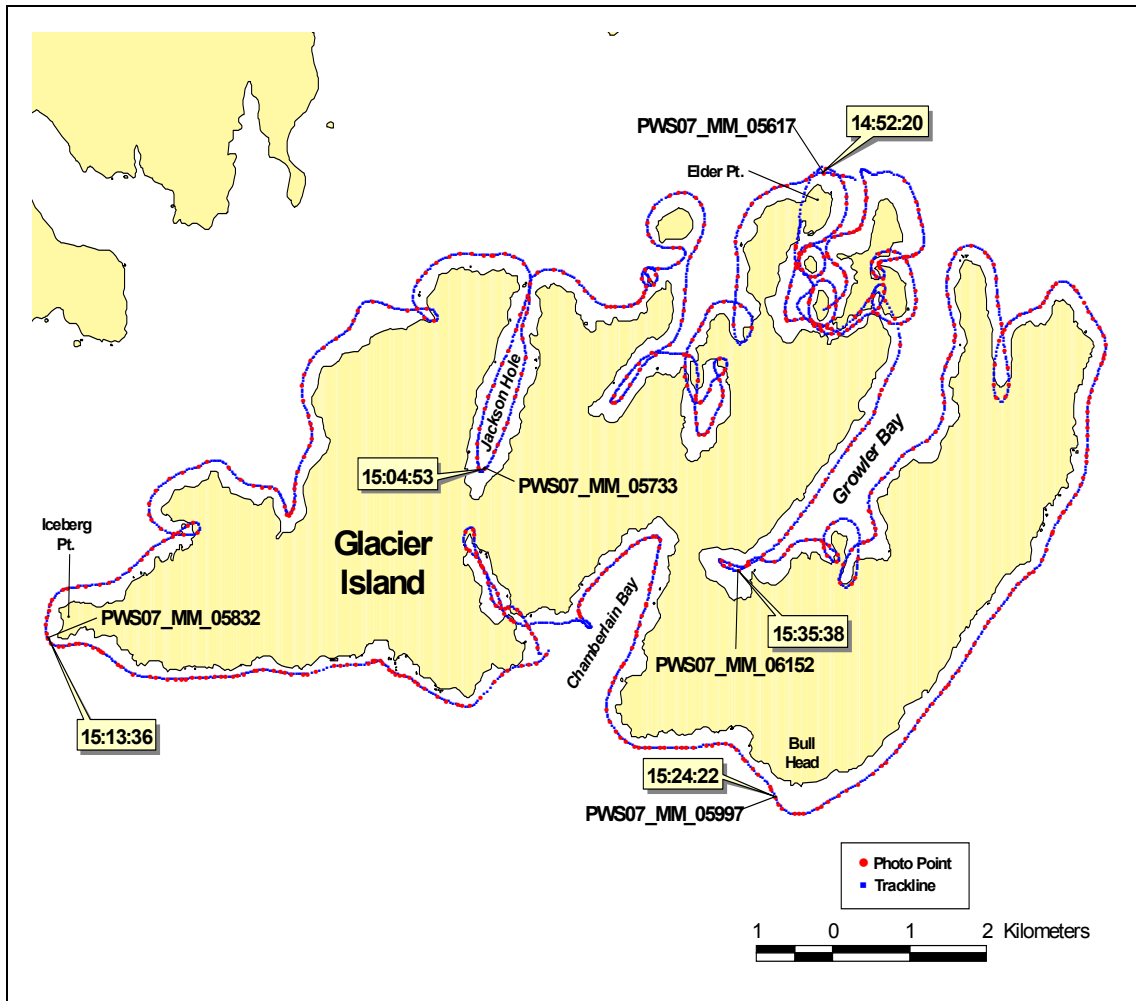 PWS07_MM_05617
14:52:20
Elder Pt.
Jackson Hole
15:04:53
PWS07_MM_05733
Growler Bay
Iceberg
Pt.
Glacier
Island
PWS07_MM_05832
Chamberlain Bay
15:35:38
PWS07_MM_06152
15:13:36
Bull
Head
15:24:22
PWS07_MM_05997
Photo Point
Trackline
1 0 1 2 Kilometers